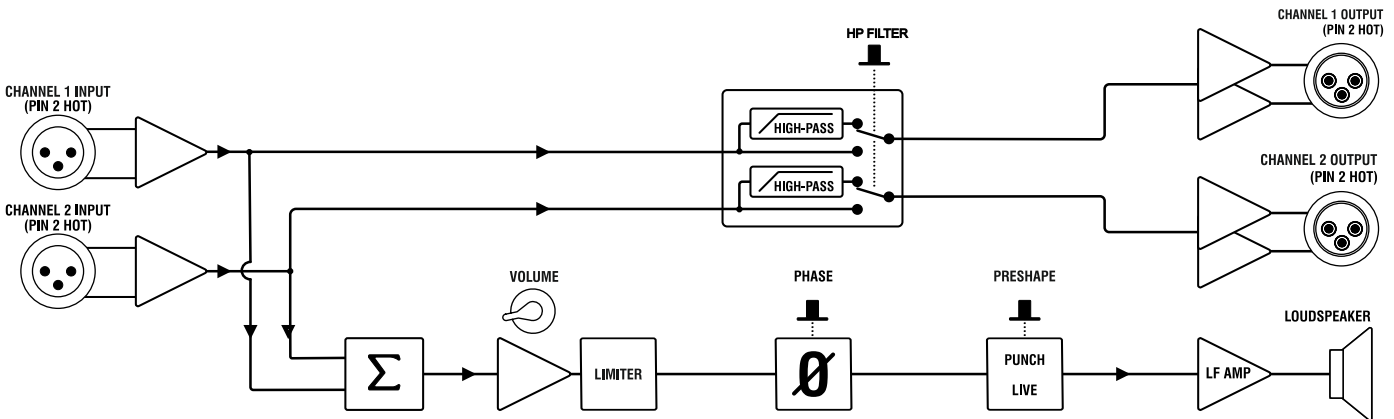 CHANNEL 1 OUTPUT
(PIN 2 HOT)
HP FILTER
CHANNEL 1 INPUT
(PIN 2 HOT)
HIGH-PASS
CHANNEL 2 OUTPUT
(PIN 2 HOT)
HIGH-PASS
CHANNEL 2 INPUT
(PIN 2 HOT)
VOLUME
PHASE
PRESHAPE
LOUDSPEAKER
Σ
LIMITER
Ø
PUNCH
LIVE
LF AMP